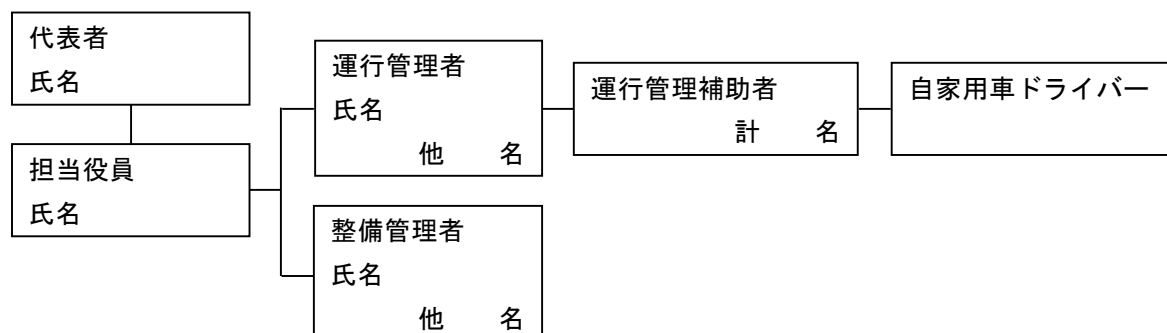 代表者
氏名
担当役員
氏名
運行管理者
氏名
他　　名
整備管理者
氏名
他　　名
運行管理補助者
計　　名
自家用車ドライバー